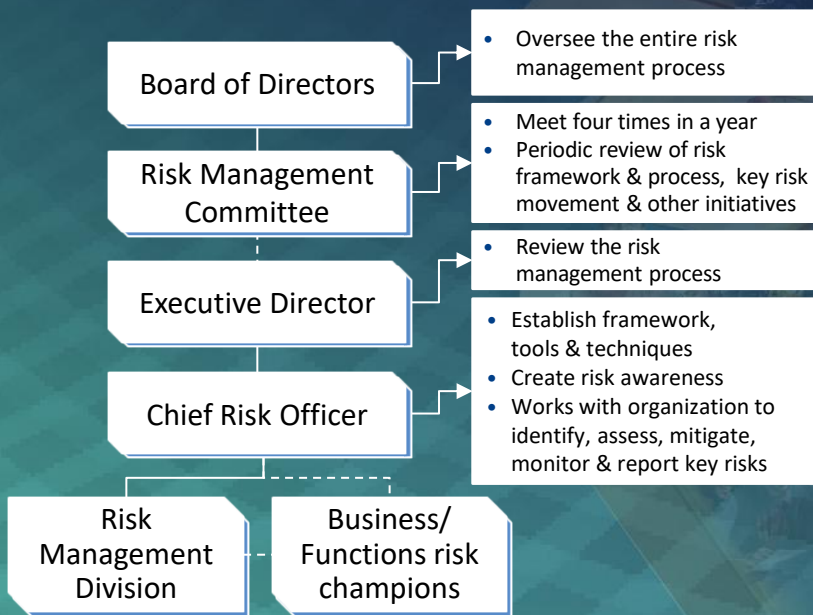 Board of Directors
• Oversee the entire risk
management process
Risk Management
Committee
• Meet four times in a year
• Periodic review of risk
framework & process, key risk
movement & other initiatives
Executive Director
• Review the risk
management process
Chief Risk Officer
• Establish framework,
tools & techniques
• Create risk awareness
• Works with organization to
identify, assess, mitigate,
monitor & report key risks
Risk
Management
Division
Business/
Functions risk
champions